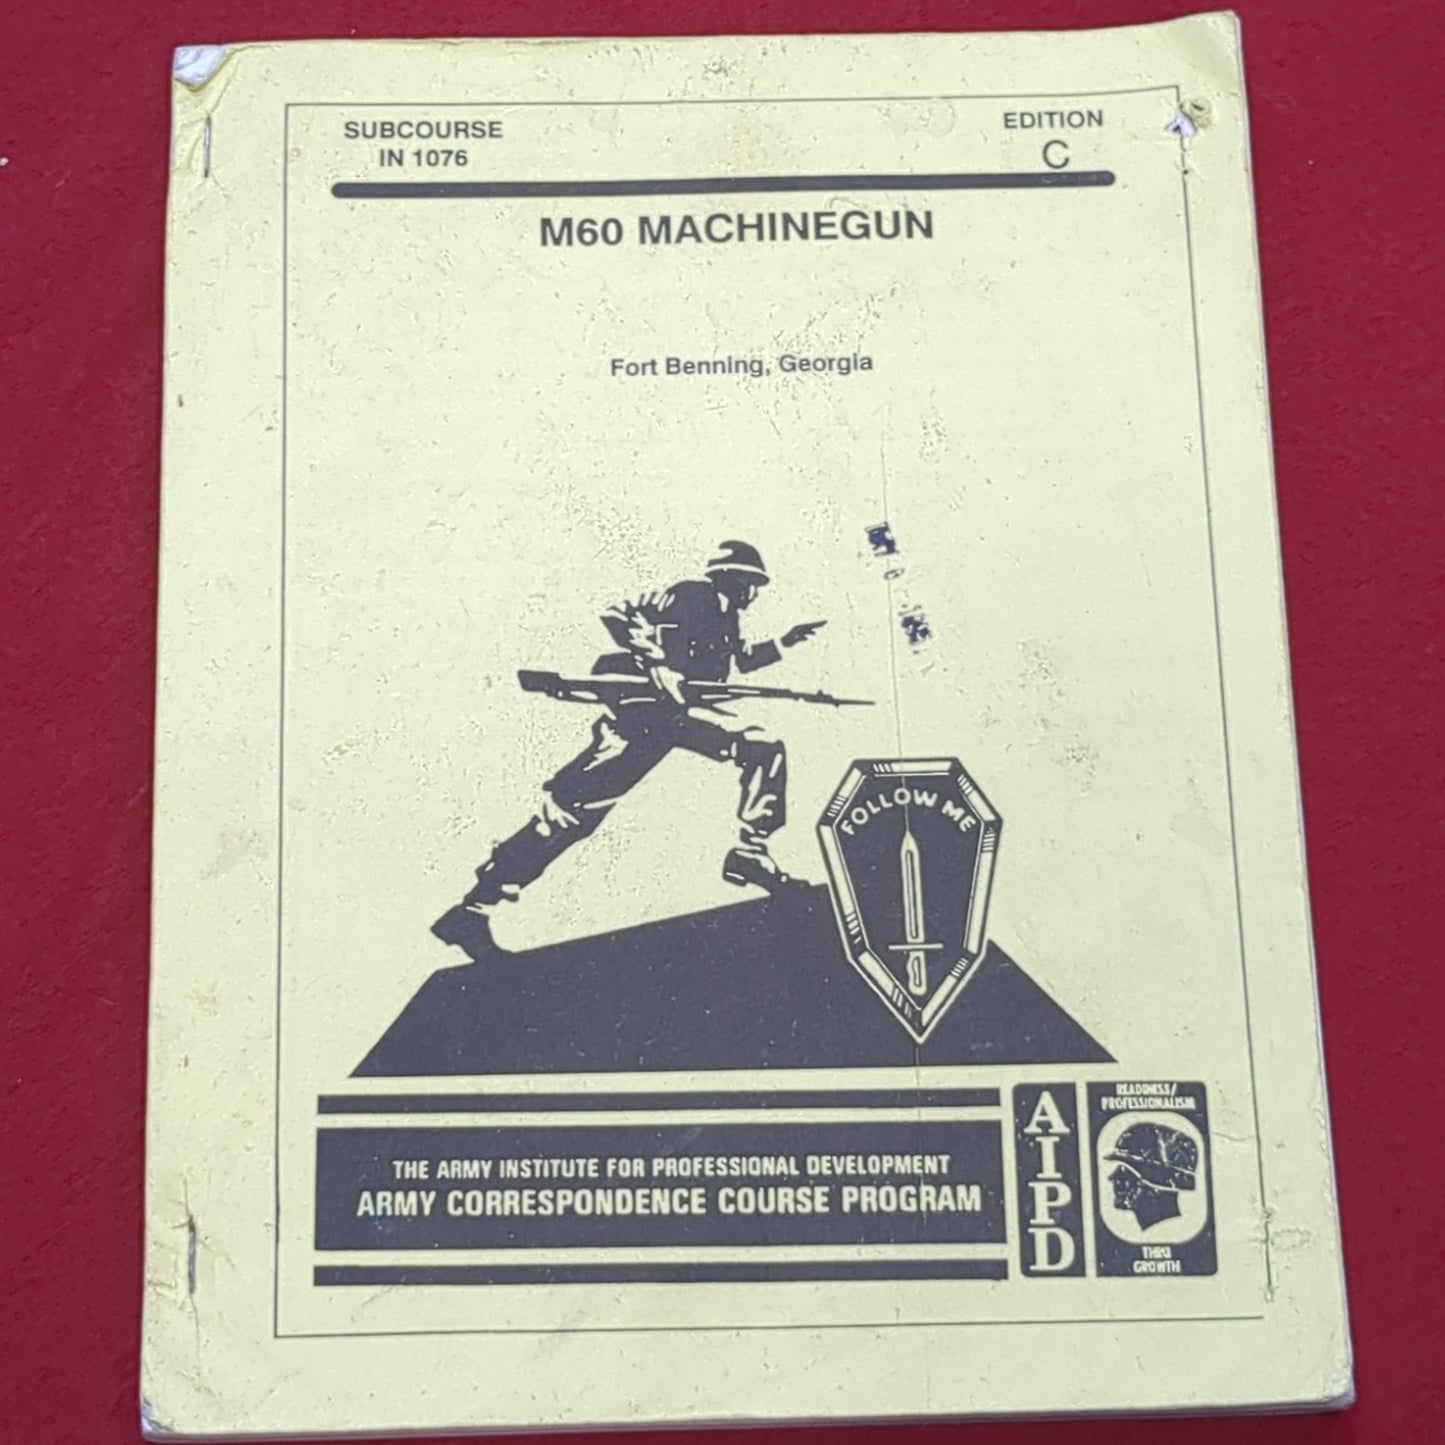 SUBCOURSE
IN 1076
EDITION
C
M60 MACHINEGUN
Fort Benning, Georgia
FOLLOW ME
THE ARMY INSTITUTE FOR PROFESSIONAL DEVELOPMENT
ARMY CORRESPONDENCE COURSE PROGRAM
AIPD
READINESS/
PROFESSIONALISM
THRU
GROWTH